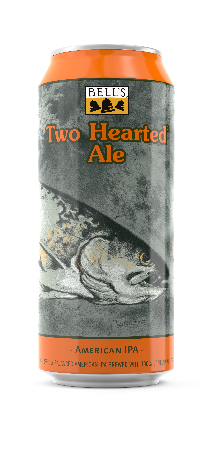 BELL'S
Two Hearted
Ale
- AMERICAN IPA -